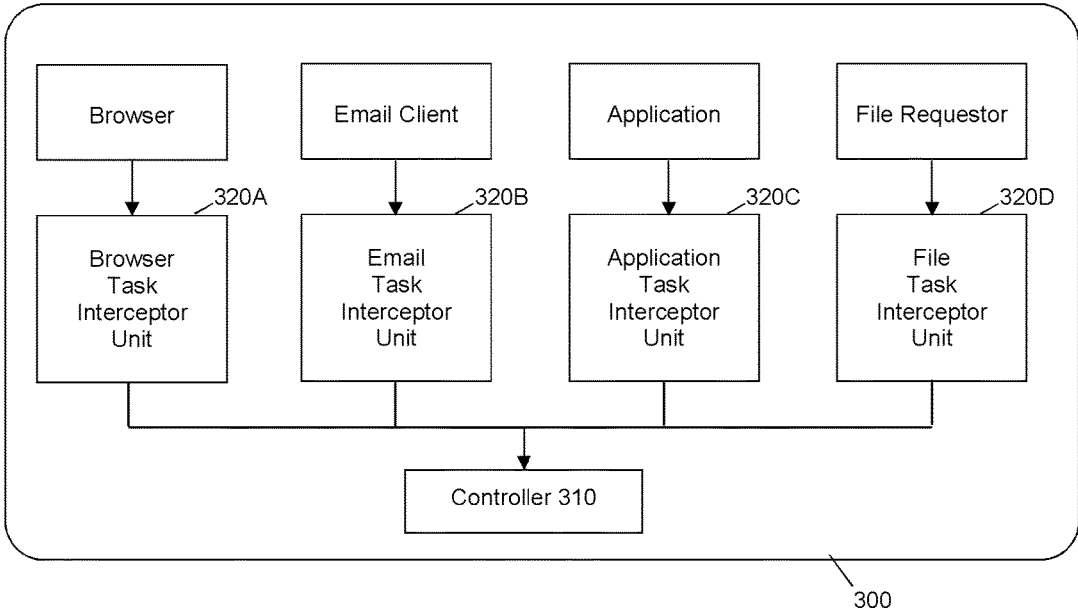 Browser
Email Client
Application
File Requestor
320A
320B
320C
320D
Browser
Task
Interceptor
Unit
Email
Task
Interceptor
Unit
Application
Task
Interceptor
Unit
File
Task
Interceptor
Unit
Controller 310
300